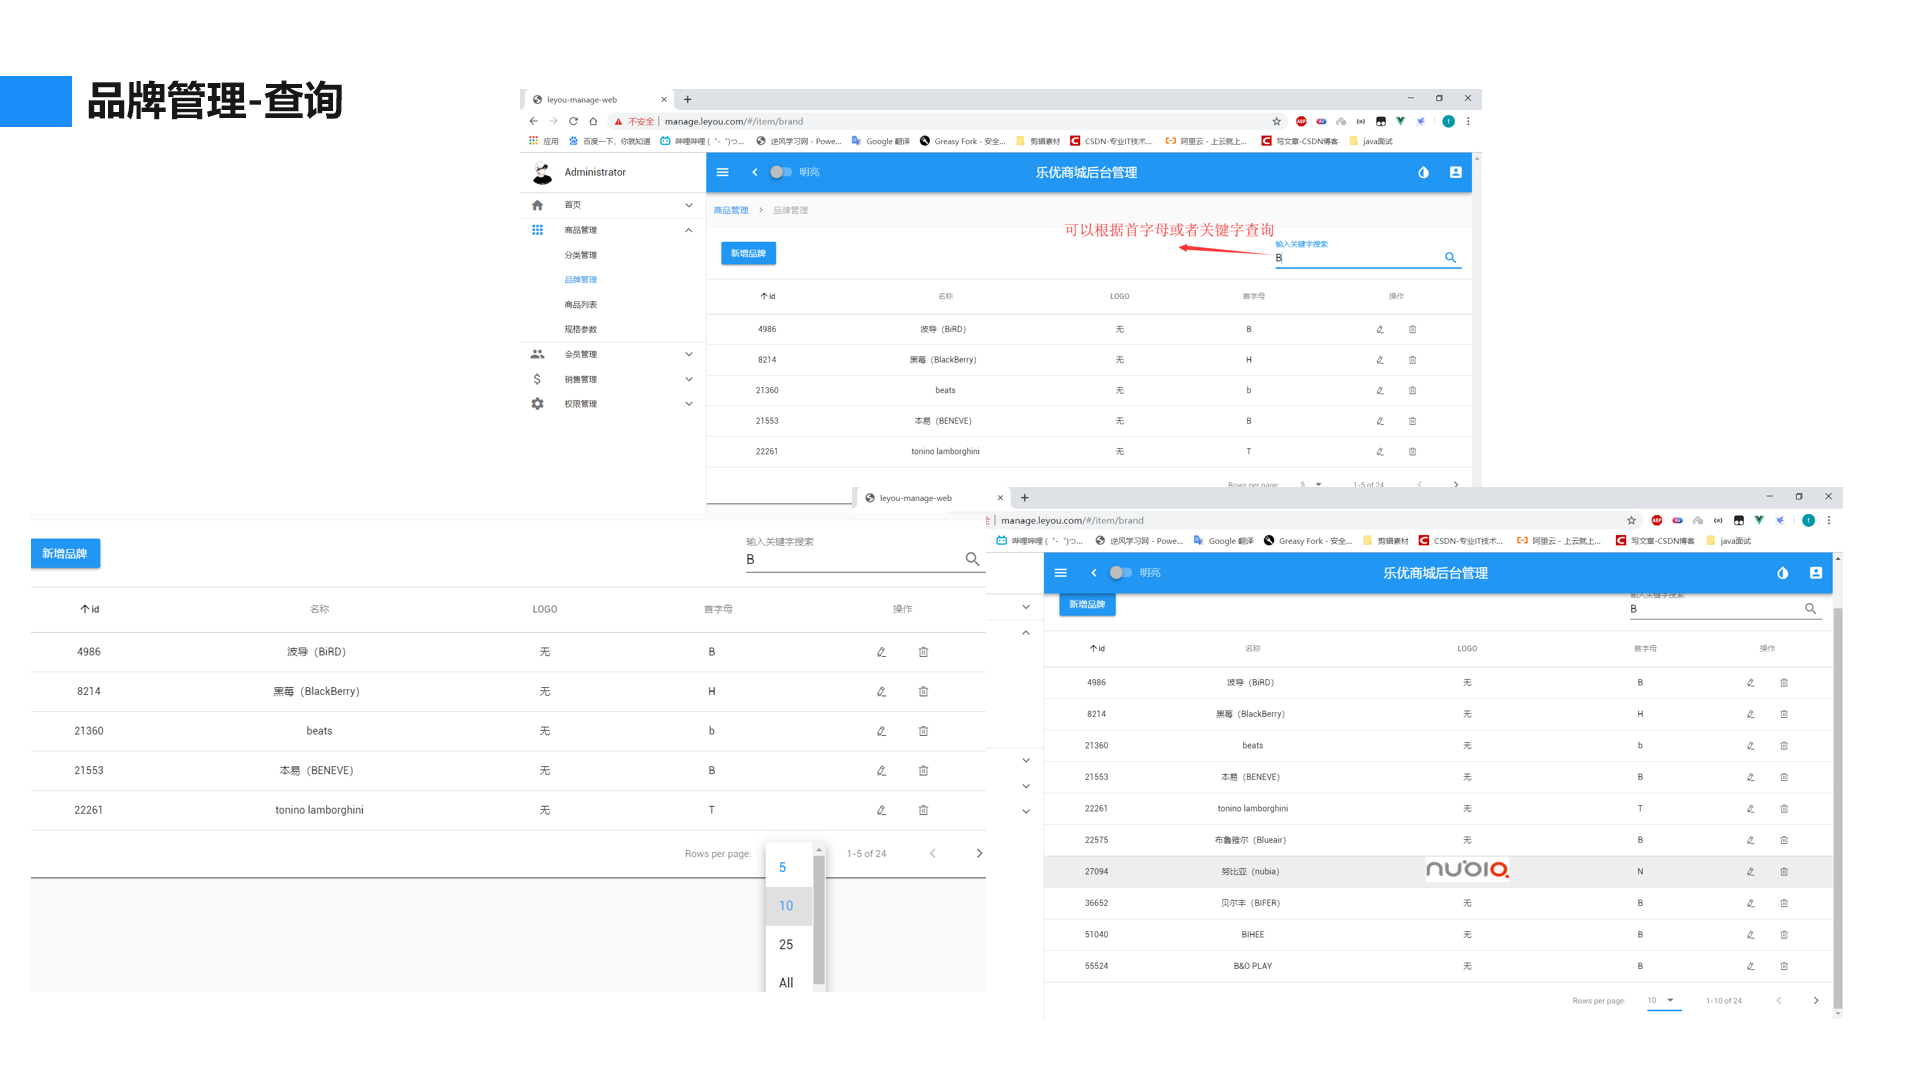 品牌管理-查询
leyou-manage-web
不安全 | manage.leyou.com/#/item/brand
应用 百度一下，你就知道 哔哩哔哩 ( ゜- ゜)つ... 逆风学习网 - Powe... Google 翻译 Greasy Fork - 安全... 剪辑素材 CSDN-专业IT技术... 阿里云 - 上云就上... 写文章-CSDN博客 java面试
Administrator
明亮
乐优商城后台管理
首页
商品管理
分类管理
品牌管理
商品列表
规格参数
会员管理
销售管理
权限管理
商品管理 > 品牌管理
可以根据首字母或者关键字查询
新增品牌
输入关键字搜索
B
id 名称 LOGO 首字母 操作
4986 波导（BiRD） 无 B
8214 黑莓（BlackBerry） 无 H
21360 beats 无 b
21553 本易（BENEVE） 无 B
22261 tonino lamborghini 无 T
Rows per page: 5 1-5 of 24
新增品牌
输入关键字搜索
B
id 名称 LOGO 首字母 操作
4986 波导（BiRD） 无 B
8214 黑莓（BlackBerry） 无 H
21360 beats 无 b
21553 本易（BENEVE） 无 B
22261 tonino lamborghini 无 T
Rows per page: 1-5 of 24
5
10
25
All
leyou-manage-web
manage.leyou.com/#/item/brand
哔哩哔哩 ( ゜- ゜)つ... 逆风学习网 - Powe... Google 翻译 Greasy Fork - 安全... 剪辑素材 CSDN-专业IT技术... 阿里云 - 上云就上... 写文章-CSDN博客 java面试
明亮
乐优商城后台管理
新增品牌
输入关键字搜索
B
id 名称 LOGO 首字母 操作
4986 波导（BiRD） 无 B
8214 黑莓（BlackBerry） 无 H
21360 beats 无 b
21553 本易（BENEVE） 无 B
22261 tonino lamborghini 无 T
22575 布鲁雅尔（Blueair） 无 B
27094 努比亚（nubia） nubia N
36652 贝尔丰（BIFER） 无 B
51040 BIHEE 无 B
55524 B&O PLAY 无 B
Rows per page: 10 1-10 of 24